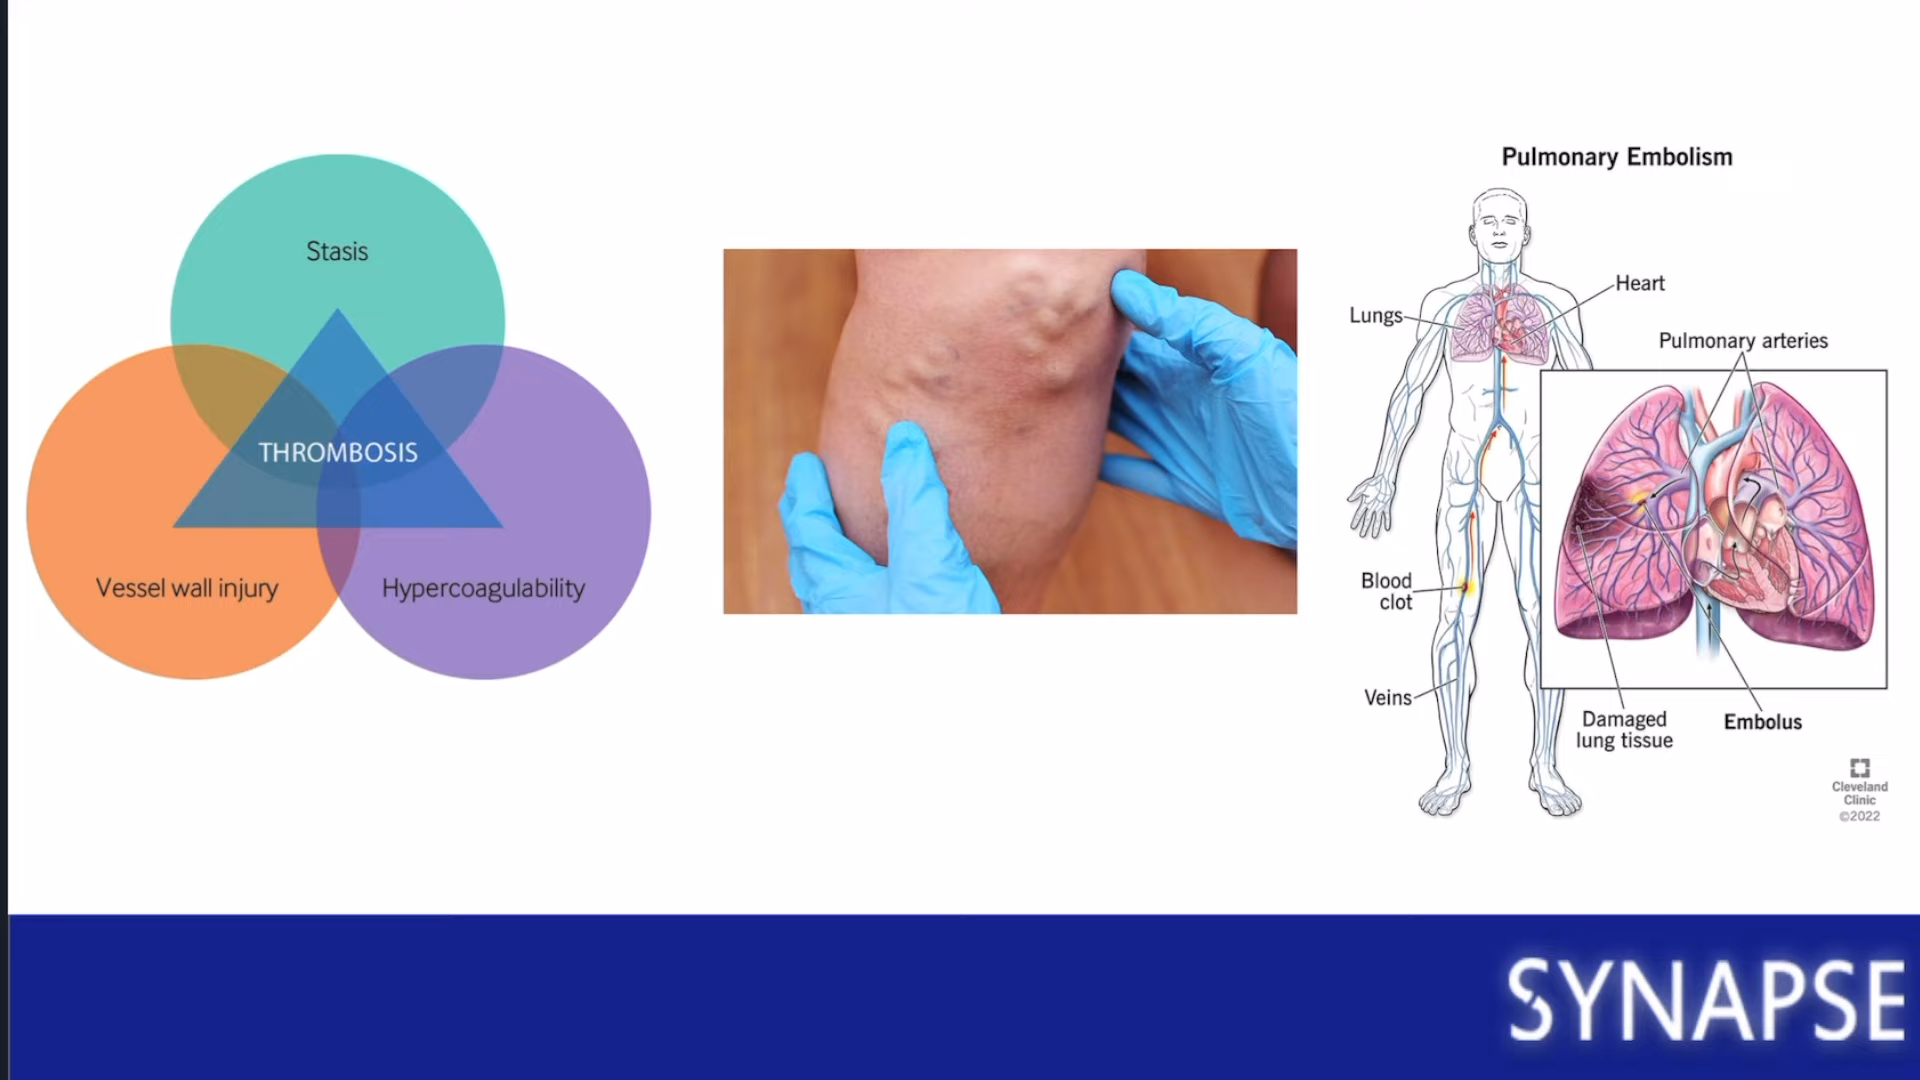 Stasis
THROMBOSIS
Vessel wall injury
Hypercoagulability
Pulmonary Embolism
Heart
Lungs
Pulmonary arteries
Blood
clot
Veins
Damaged
lung tissue
Embolus
Cleveland
Clinic
©2022
SYNAPSE